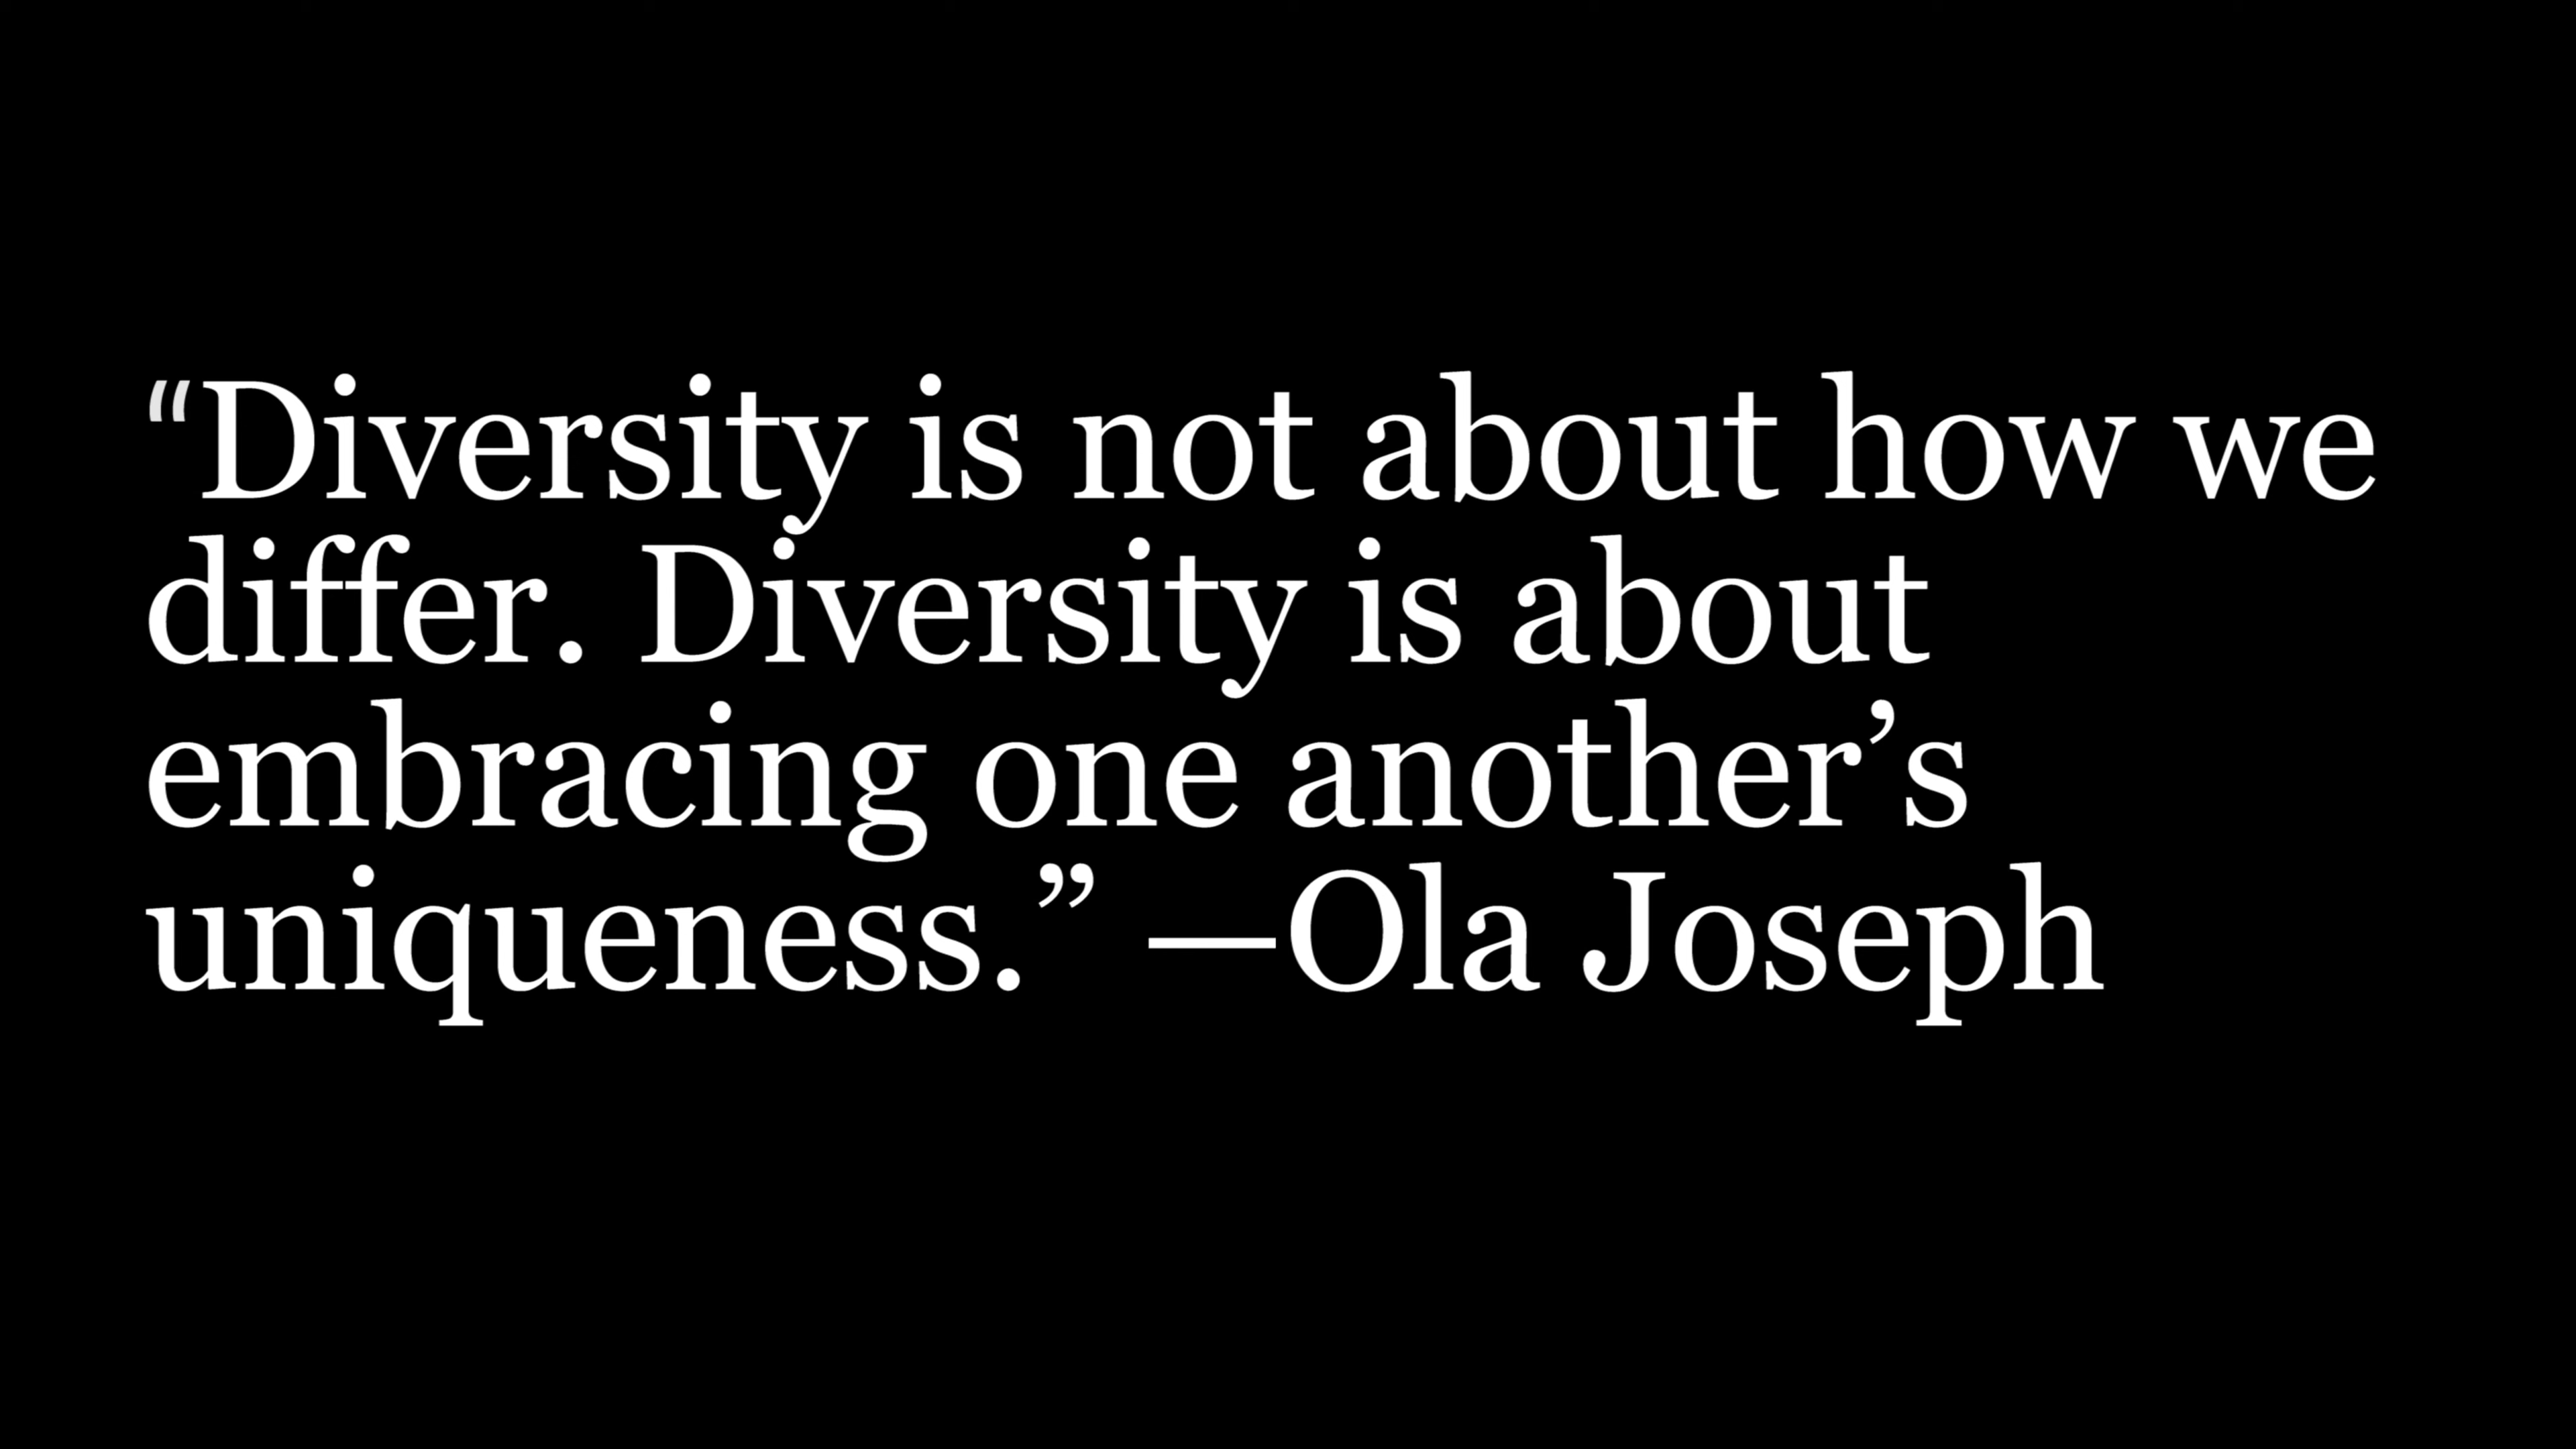 “Diversity is not about how we
differ. Diversity is about
embracing one another’s
uniqueness.” —Ola Joseph